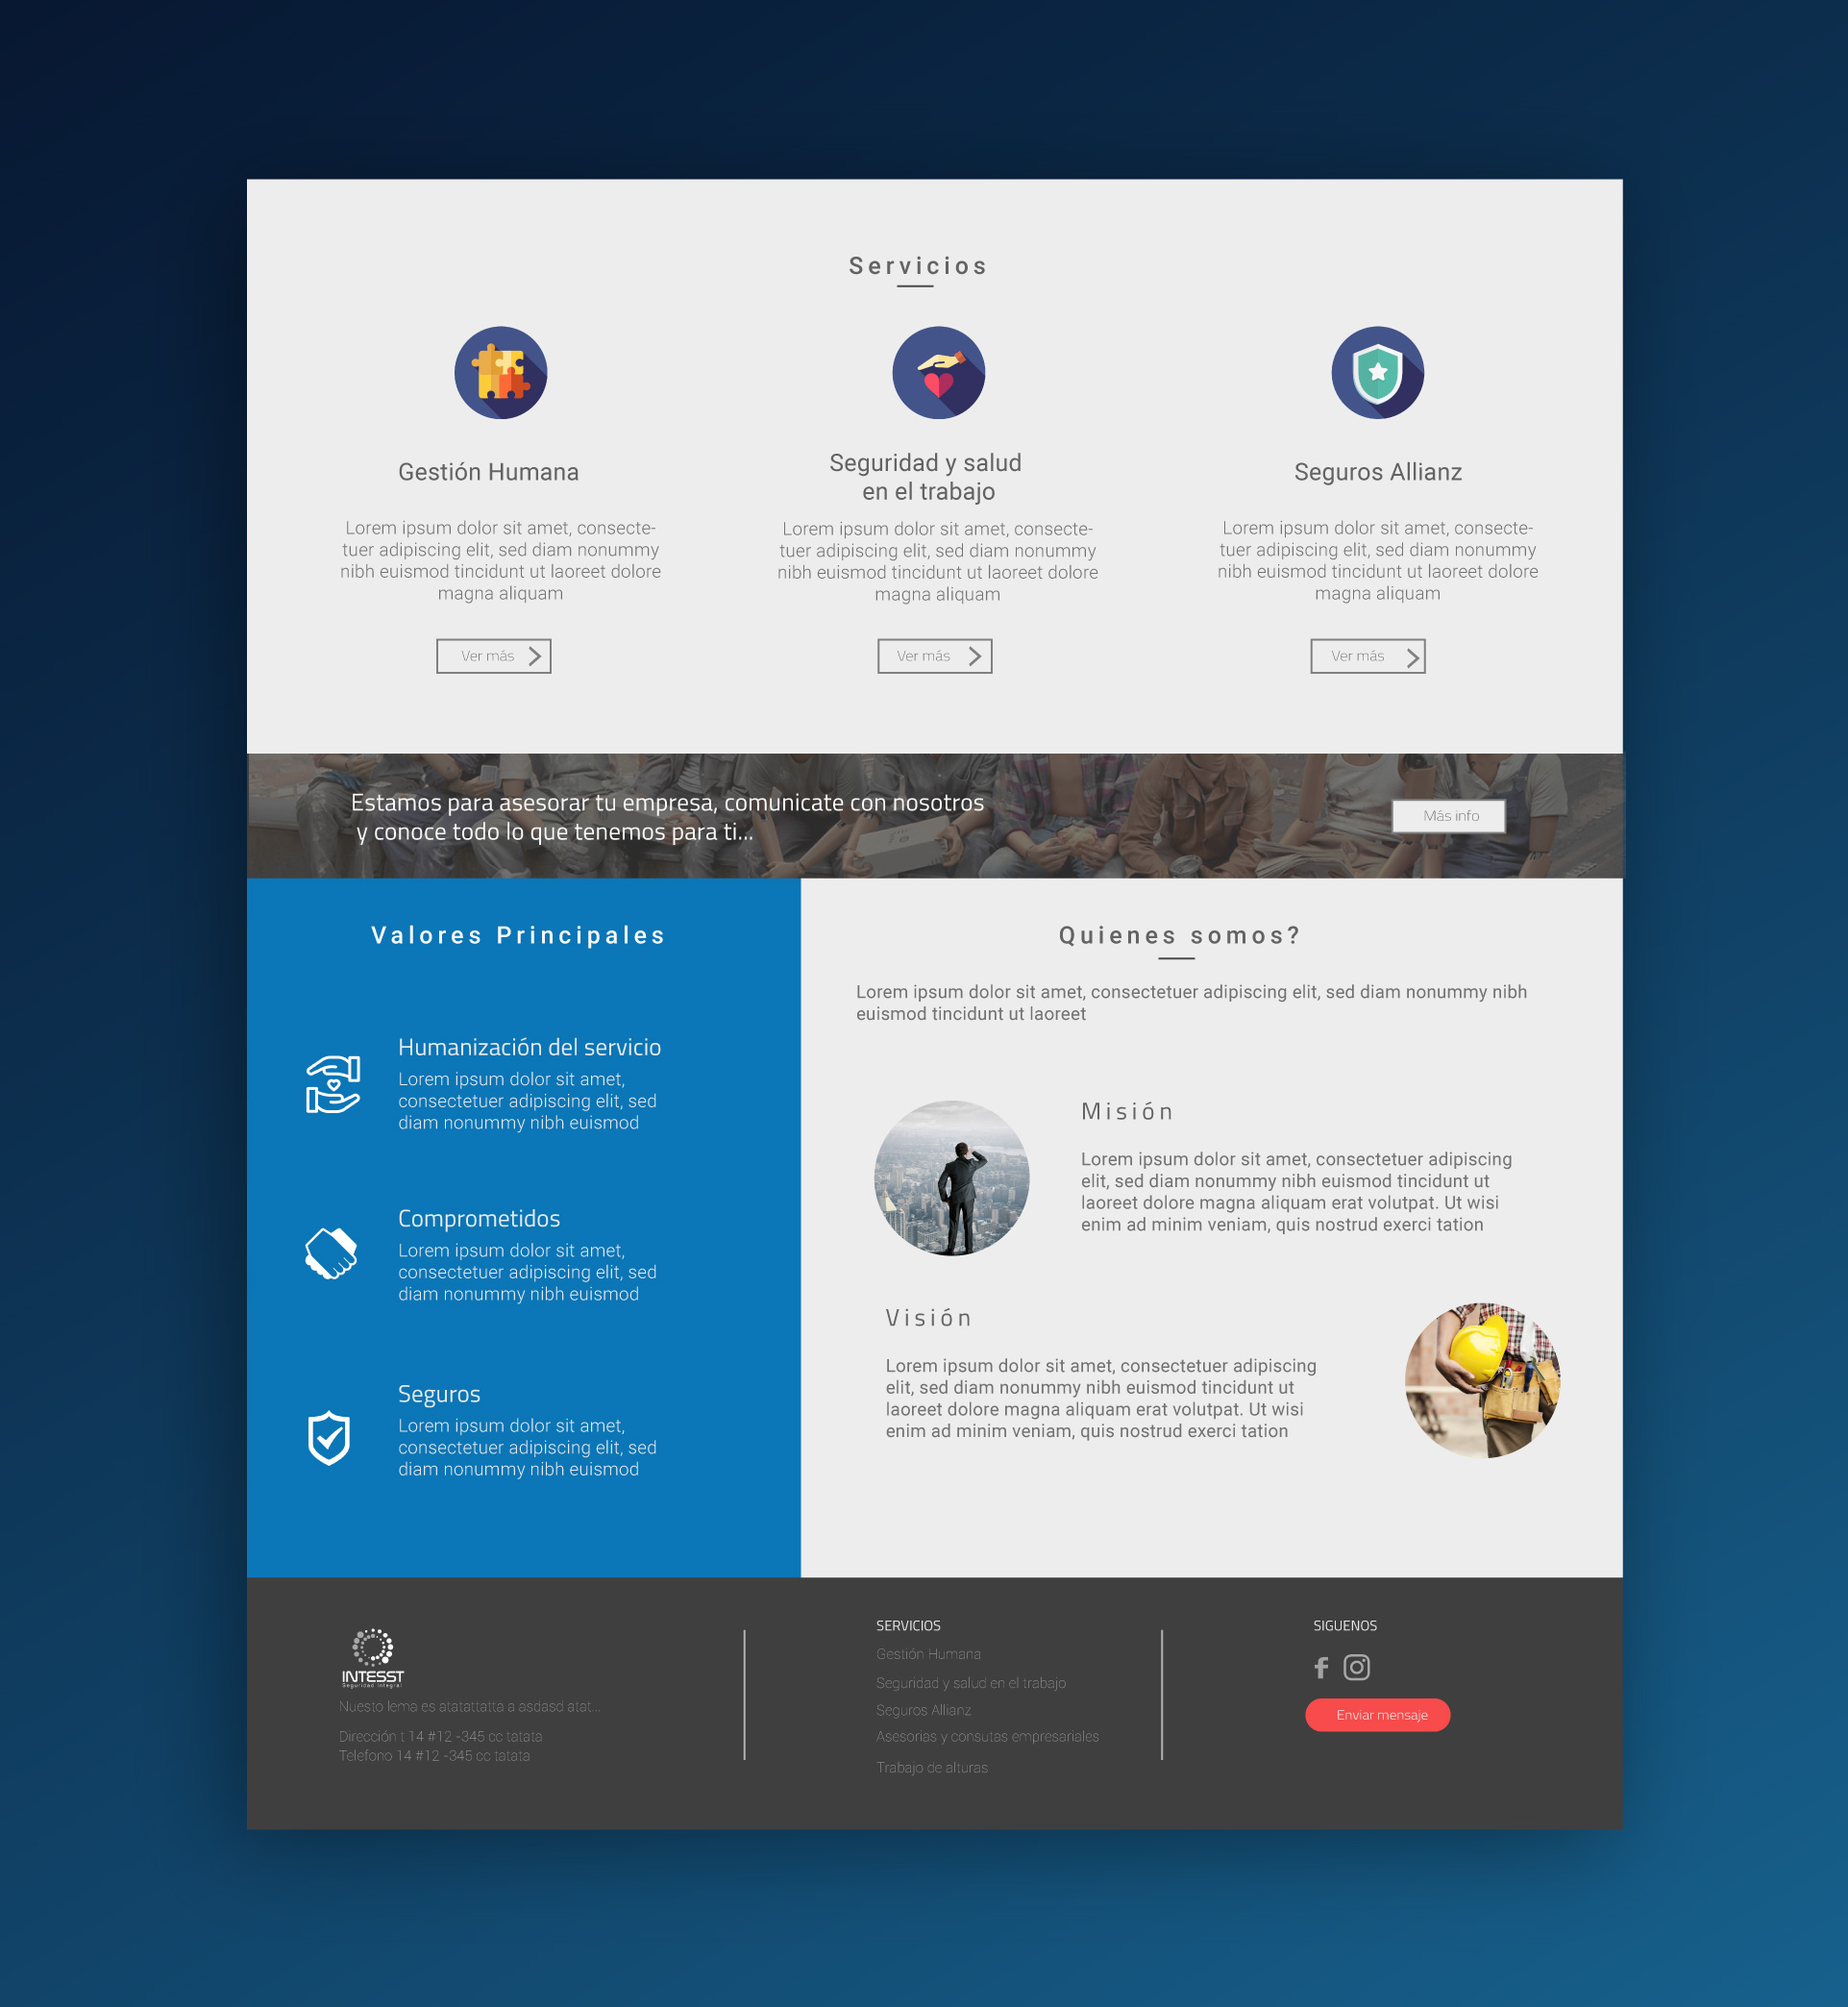 Servicios
Gestión Humana
Lorem ipsum dolor sit amet, consecte-
tuer adipiscing elit, sed diam nonummy
nibh euismod tincidunt ut laoreet dolore
magna aliquam
Ver más
Seguridad y salud
en el trabajo
Lorem ipsum dolor sit amet, consecte-
tuer adipiscing elit, sed diam nonummy
nibh euismod tincidunt ut laoreet dolore
magna aliquam
Ver más
Seguros Allianz
Lorem ipsum dolor sit amet, consecte-
tuer adipiscing elit, sed diam nonummy
nibh euismod tincidunt ut laoreet dolore
magna aliquam
Ver más
Estamos para asesorar tu empresa, comunicate con nosotros
y conoce todo lo que tenemos para ti...
Más info
Valores Principales
Humanización del servicio
Lorem ipsum dolor sit amet,
consectetuer adipiscing elit, sed
diam nonummy nibh euismod
Comprometidos
Lorem ipsum dolor sit amet,
consectetuer adipiscing elit, sed
diam nonummy nibh euismod
Seguros
Lorem ipsum dolor sit amet,
consectetuer adipiscing elit, sed
diam nonummy nibh euismod
Quienes somos?
Lorem ipsum dolor sit amet, consectetuer adipiscing elit, sed diam nonummy nibh
euismod tincidunt ut laoreet
Misión
Lorem ipsum dolor sit amet, consectetuer adipiscing
elit, sed diam nonummy nibh euismod tincidunt ut
laoreet dolore magna aliquam erat volutpat. Ut wisi
enim ad minim veniam, quis nostrud exerci tation
Visión
Lorem ipsum dolor sit amet, consectetuer adipiscing
elit, sed diam nonummy nibh euismod tincidunt ut
laoreet dolore magna aliquam erat volutpat. Ut wisi
enim ad minim veniam, quis nostrud exerci tation
INTESST
Seguridad Integral
Nuesto lema es atatattatta a asdasd atat...
Dirección t 14 #12 -345 cc tatata
Telefono 14 #12 -345 cc tatata
SERVICIOS
Gestión Humana
Seguridad y salud en el trabajo
Seguros Allianz
Asesorias y consutas empresariales
Trabajo de alturas
SIGUENOS
Enviar mensaje